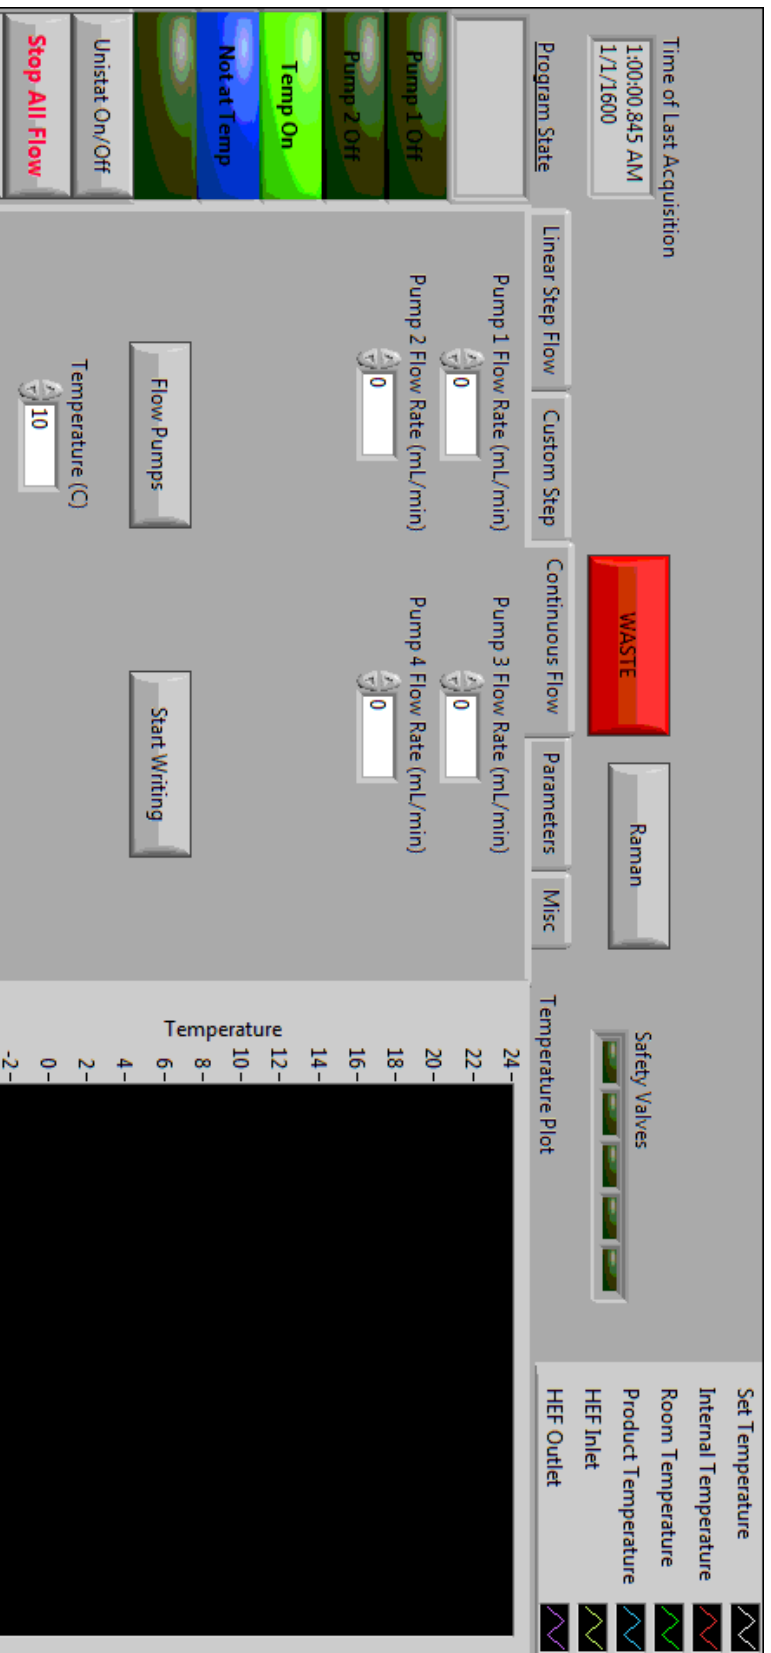 Time of Last Acquisition
1:00:00.845 AM
1/1/1600
WASTE
Raman
Safety Valves
Set Temperature
Internal Temperature
Room Temperature
Product Temperature
HEF Inlet
HEF Outlet
Program State
Linear Step Flow
Custom Step
Continuous Flow
Parameters
Misc
Temperature Plot
Pump 1 Off
Pump 2 Off
Temp On
Not at Temp
Unistat On/Off
Stop All Flow
Pump 1 Flow Rate (mL/min)
0
Pump 3 Flow Rate (mL/min)
0
Pump 2 Flow Rate (mL/min)
0
Pump 4 Flow Rate (mL/min)
0
Flow Pumps
Start Writing
Temperature (C)
10
Temperature
24-
22-
20-
18-
16-
14-
12-
10-
8-
6-
4-
2-
0-
-2-